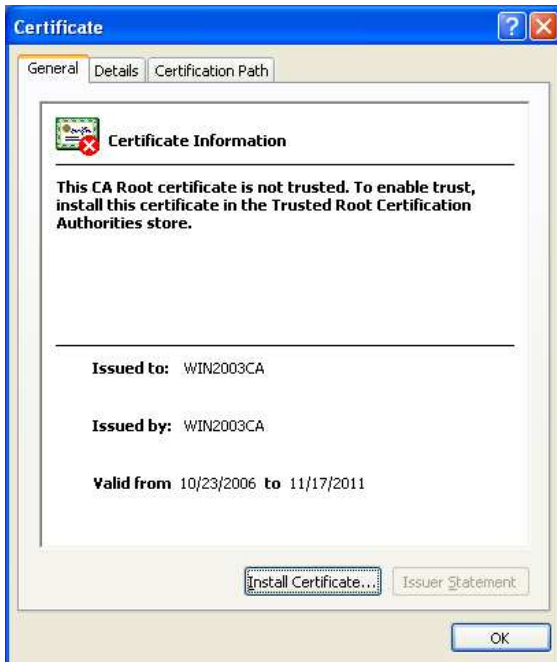 Certificate
General Details Certification Path
Certificate Information
This CA Root certificate is not trusted. To enable trust,
install this certificate in the Trusted Root Certification
Authorities store.
Issued to: WIN2003CA
Issued by: WIN2003CA
Valid from 10/23/2006 to 11/17/2011
Install Certificate... Issuer Statement
OK